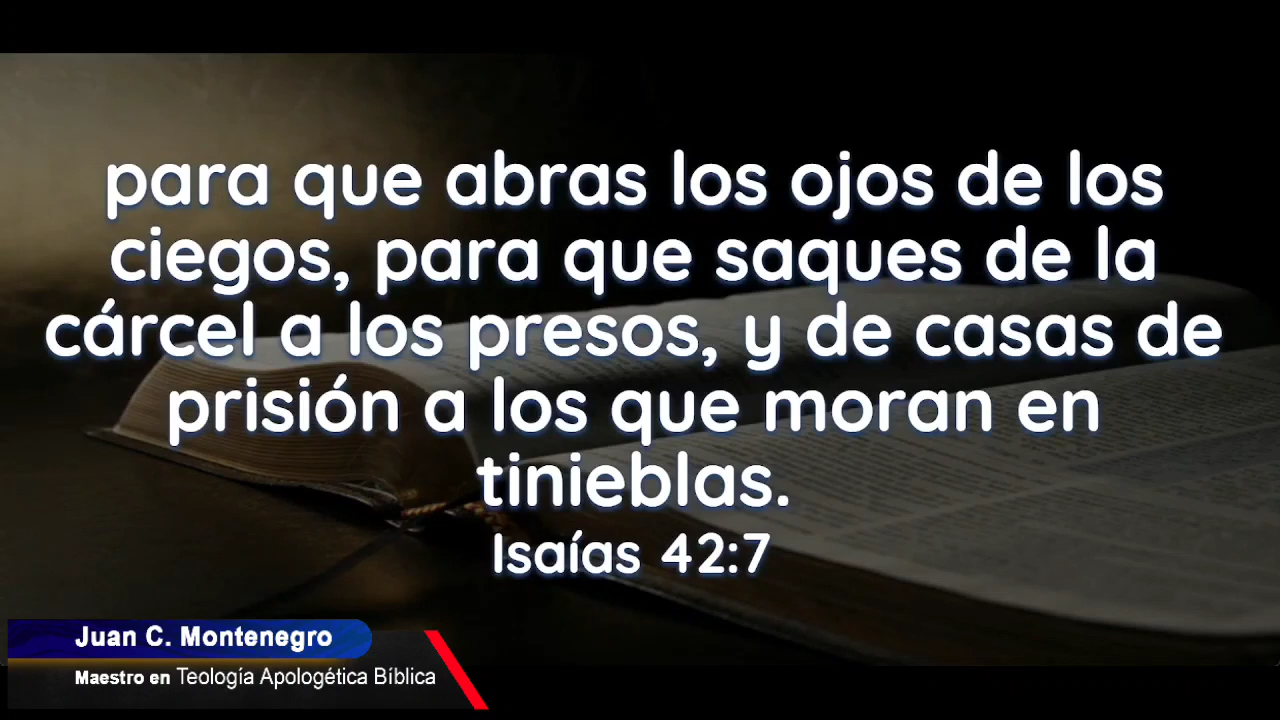 para que abras los ojos de los
ciegos, para que saques de la
cárcel a los presos, y de casas de
prisión a los que moran en
tinieblas.
Isaías 42:7
Juan C. Montenegro
Maestro en Teología Apologética Bíblica